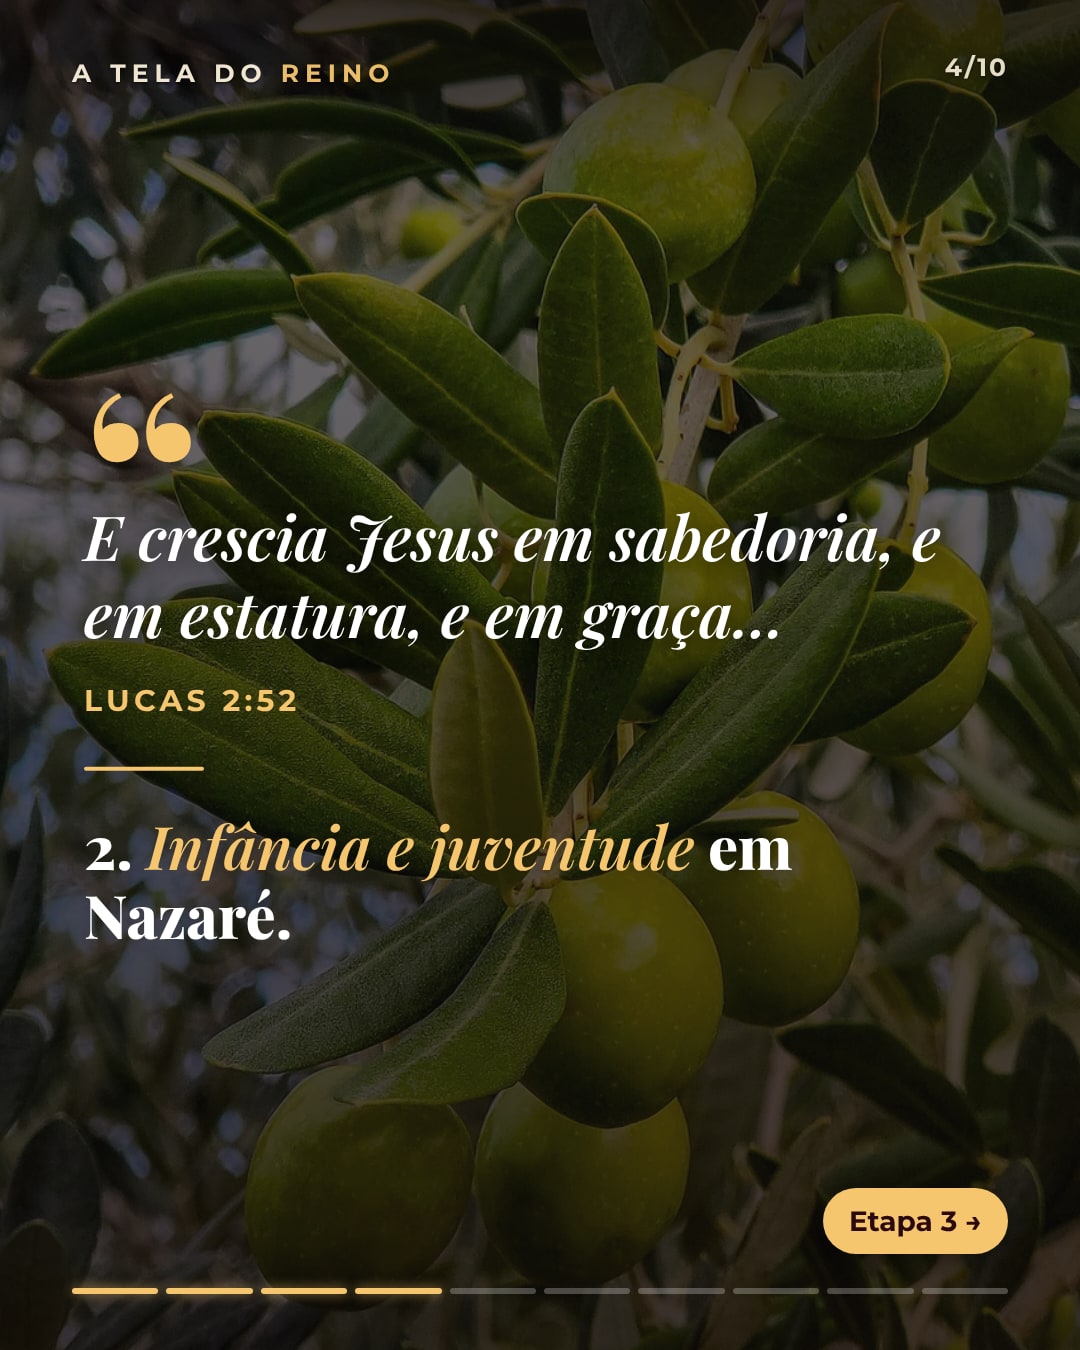 A TELA DO REINO
4/10
“
E crescia Jesus em sabedoria, e
em estatura, e em graça...
LUCAS 2:52
2. Infância e juventude em
Nazaré.
Etapa 3 →